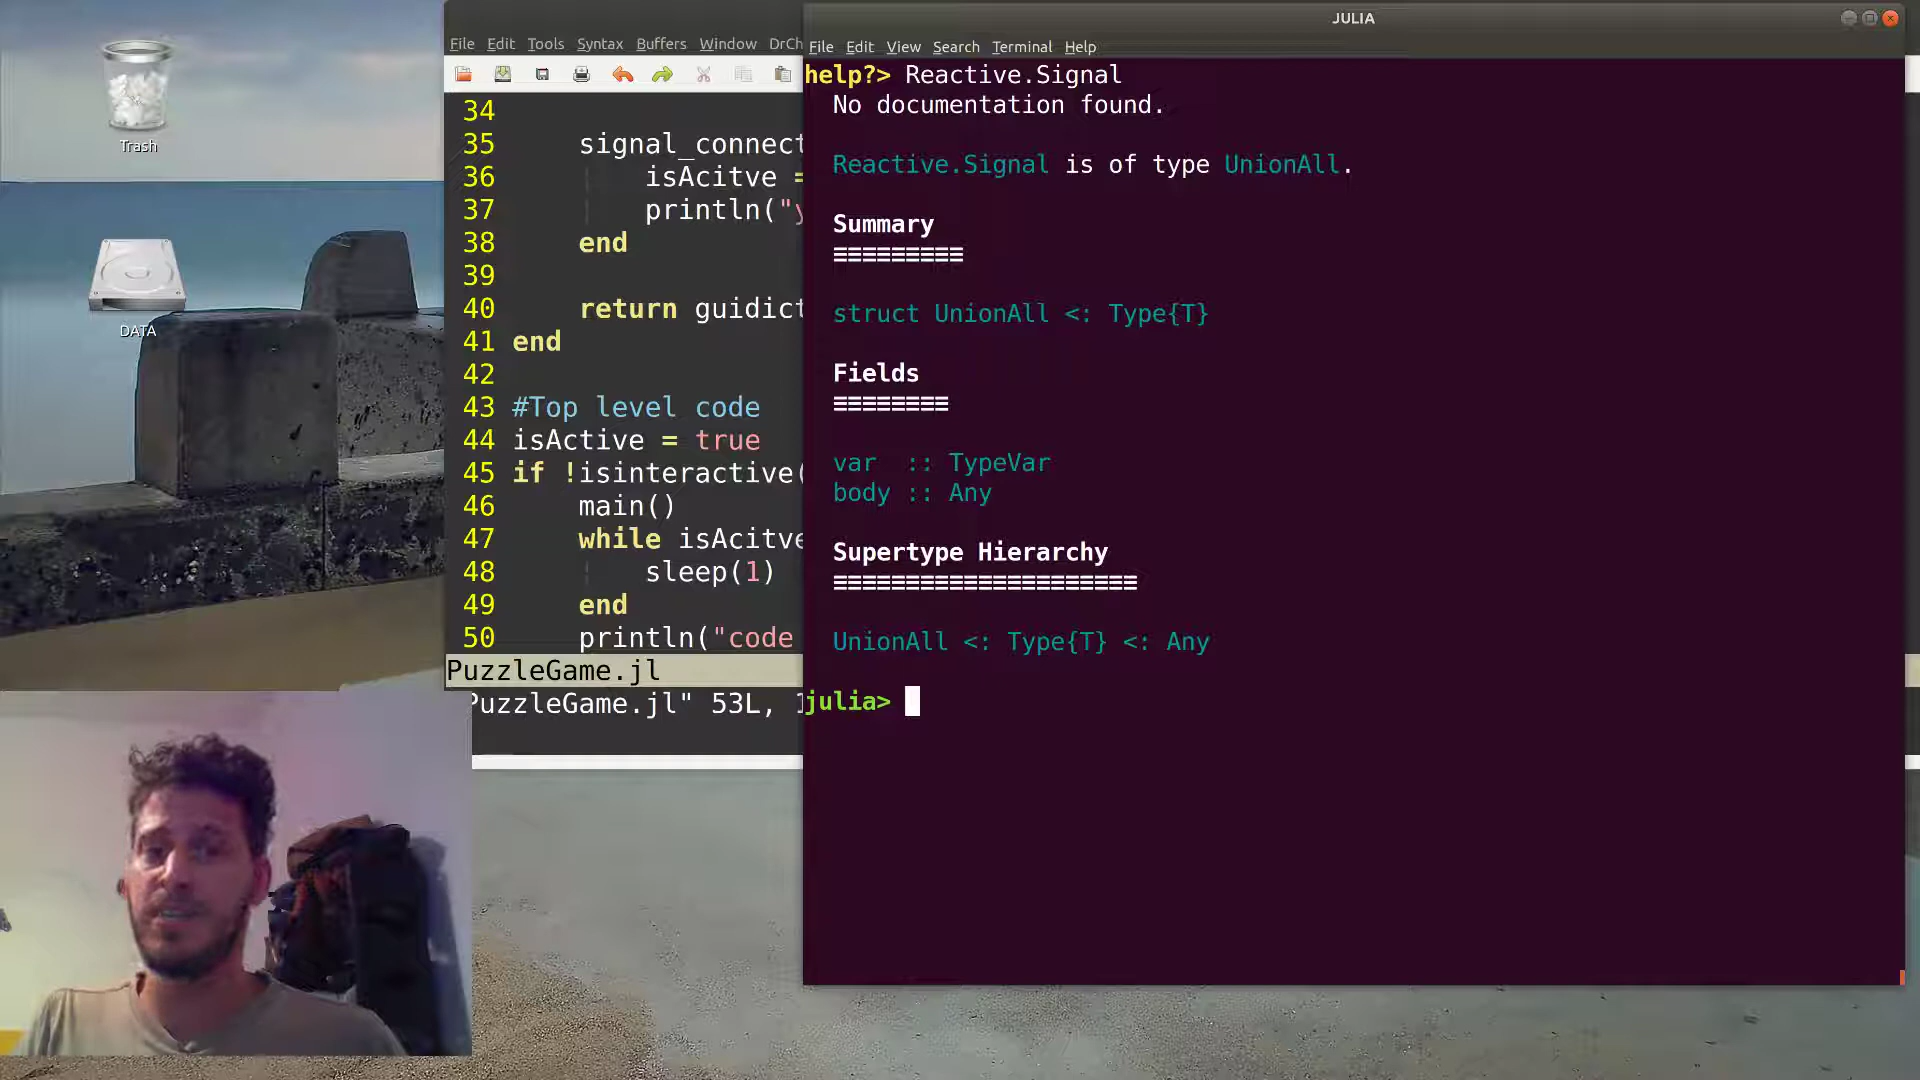 Trash
DATA
File Edit Tools Syntax Buffers Window DrCh
34
35 signal_connect
36 isAcitve =
37 println("y
38 end
39
40 return guidict
41 end
42
43 #Top level code
44 isActive = true
45 if !isinteractive(
46 main()
47 while isAcitve
48 sleep(1)
49 end
50 println("code
PuzzleGame.jl
PuzzleGame.jl" 53L, 1
JULIA
File Edit View Search Terminal Help
help?> Reactive.Signal
No documentation found.
Reactive.Signal is of type UnionAll.
Summary
≡≡≡≡≡≡≡≡≡
struct UnionAll <: Type{T}
Fields
≡≡≡≡≡≡≡≡
var :: TypeVar
body :: Any
Supertype Hierarchy
≡≡≡≡≡≡≡≡≡≡≡≡≡≡≡≡≡≡≡≡≡
UnionAll <: Type{T} <: Any
julia>